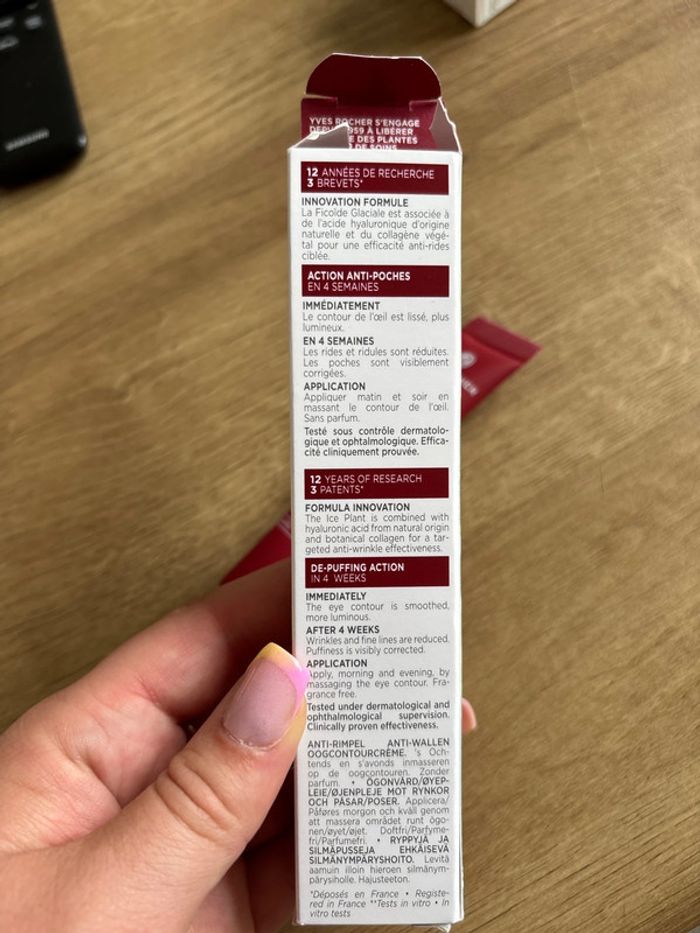 SAMSUNG
YVES ROCHER S'ENGAGE
DEPU 959 À LIBÉRER
E DES PLANTES
DE SOINS
12 ANNÉES DE RECHERCHE
3 BREVETS*
INNOVATION FORMULE
La Ficoïde Glaciale est associée à
de l'acide hyaluronique d'origine
naturelle et du collagène végé-
tal pour une efficacité anti-rides
ciblée.
ACTION ANTI-POCHES
EN 4 SEMAINES
IMMÉDIATEMENT
Le contour de l'œil est lissé, plus
lumineux.
EN 4 SEMAINES
Les rides et ridules sont réduites.
Les poches sont visiblement
corrigées.
APPLICATION
Appliquer matin et soir en
massant le contour de l'œil.
Sans parfum.
Testé sous contrôle dermatolo-
gique et ophtalmologique. Effica-
cité cliniquement prouvée.
12 YEARS OF RESEARCH
3 PATENTS*
FORMULA INNOVATION
The Ice Plant is combined with
hyaluronic acid from natural origin
and botanical collagen for a tar-
geted anti-wrinkle effectiveness.
DE-PUFFING ACTION
IN 4 WEEKS
IMMEDIATELY
The eye contour is smoothed,
more luminous.
AFTER 4 WEEKS
Wrinkles and fine lines are reduced.
Puffiness is visibly corrected.
APPLICATION
Apply, morning and evening, by
massaging the eye contour. Fra-
grance free.
Tested under dermatological and
ophthalmological supervision.
Clinically proven effectiveness.
ANTI-RIMPEL ANTI-WALLEN
OOGCONTOURCRÈME. 's Och-
tends en s'avonds inmasseren
op de oogcontouren. Zonder
parfum. • ÖGONVÅRD/ØYEP-
LEIE/ØJENPLEJE MOT RYNKOR
OCH PÅSAR/POSER. Applicera/
Påføres morgon och kväll genom
att massera området runt ögo-
nen/øyet/øjet. Doftfri/Parfyme-
fri/Parfumefri. • RYPPYJÄ JA
SILMÄPUSSEJA EHKÄISEVÄ
SILMÄNYMPÄRYSHOITO. Levitä
aamuin illoin hieroen silmänym-
pärysiholle. Hajusteeton.
*Déposés en France • Registe-
red in France **Tests in vitro • In
vitro tests